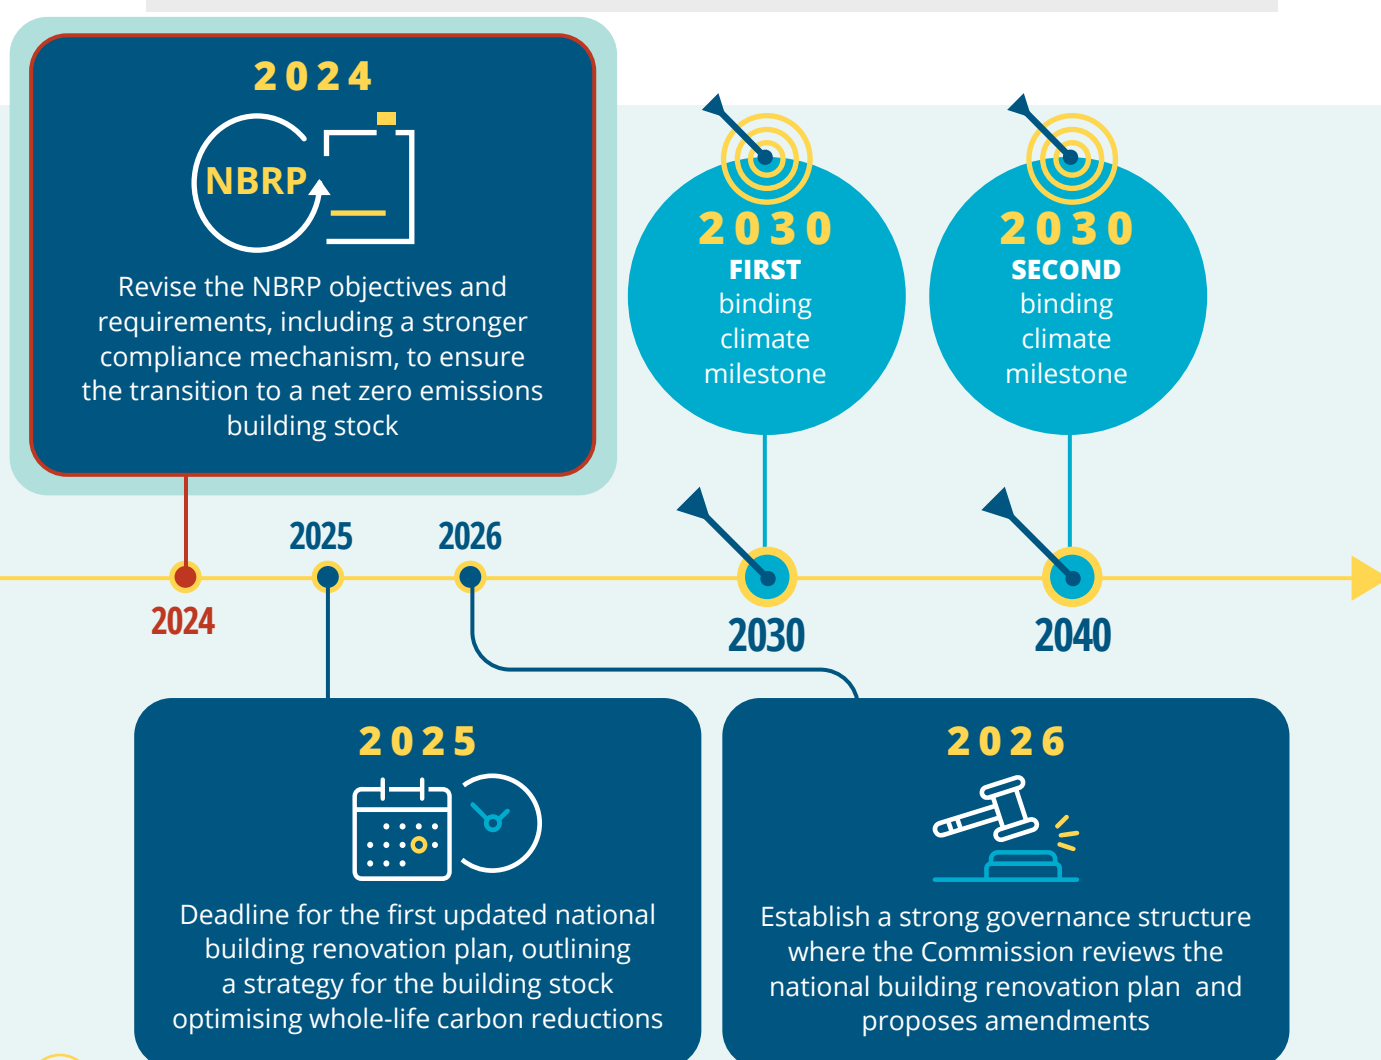 2024
NBRP
Revise the NBRP objectives and
requirements, including a stronger
compliance mechanism, to ensure
the transition to a net zero emissions
building stock
2030
FIRST
binding
climate
milestone
2030
SECOND
binding
climate
milestone
2025
2026
2024
2030
2040
2025
Deadline for the first updated national
building renovation plan, outlining
a strategy for the building stock
optimising whole-life carbon reductions
2026
Establish a strong governance structure
where the Commission reviews the
national building renovation plan and
proposes amendments